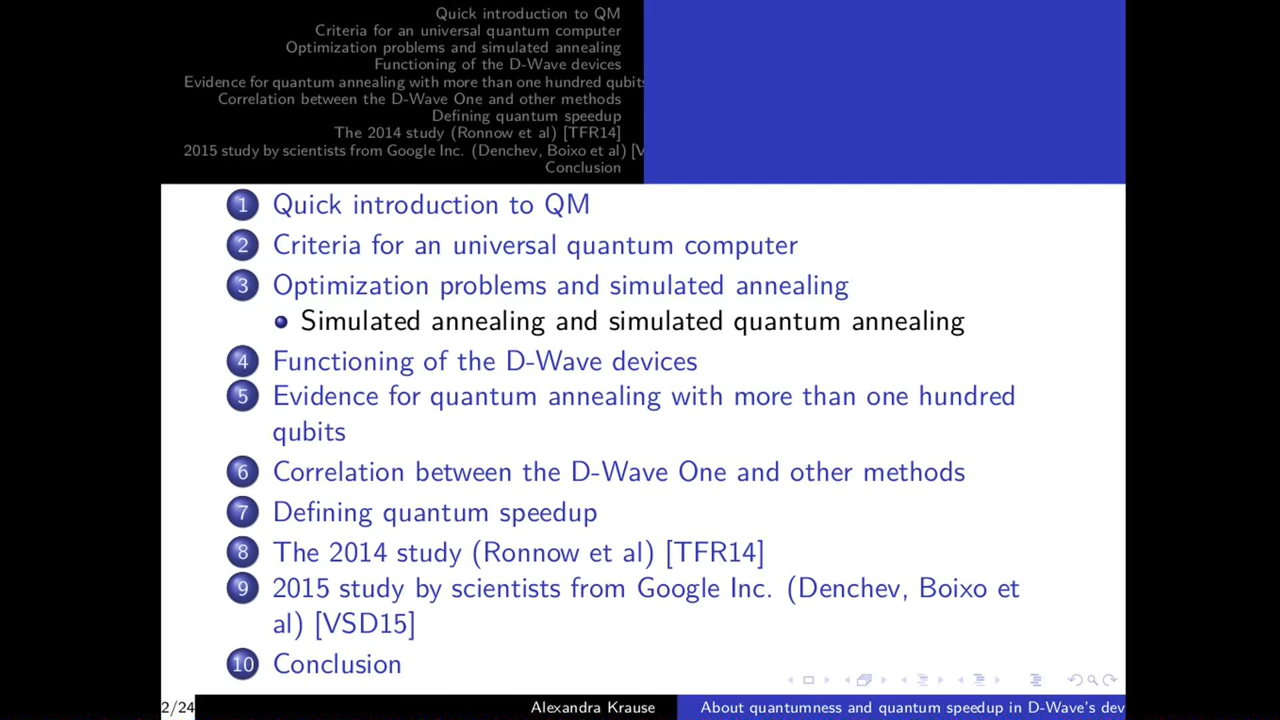 Quick introduction to QM
Criteria for an universal quantum computer
Optimization problems and simulated annealing
Functioning of the D-Wave devices
Evidence for quantum annealing with more than one hundred qubits
Correlation between the D-Wave One and other methods
Defining quantum speedup
The 2014 study (Ronnow et al) [TFR14]
2015 study by scientists from Google Inc. (Denchev, Boixo et al) [V
Conclusion
1 Quick introduction to QM
2 Criteria for an universal quantum computer
3 Optimization problems and simulated annealing
Simulated annealing and simulated quantum annealing
4 Functioning of the D-Wave devices
5 Evidence for quantum annealing with more than one hundred
qubits
6 Correlation between the D-Wave One and other methods
7 Defining quantum speedup
8 The 2014 study (Ronnow et al) [TFR14]
9 2015 study by scientists from Google Inc. (Denchev, Boixo et
al) [VSD15]
10 Conclusion
2/24 Alexandra Krause About quantumness and quantum speedup in D-Wave's dev